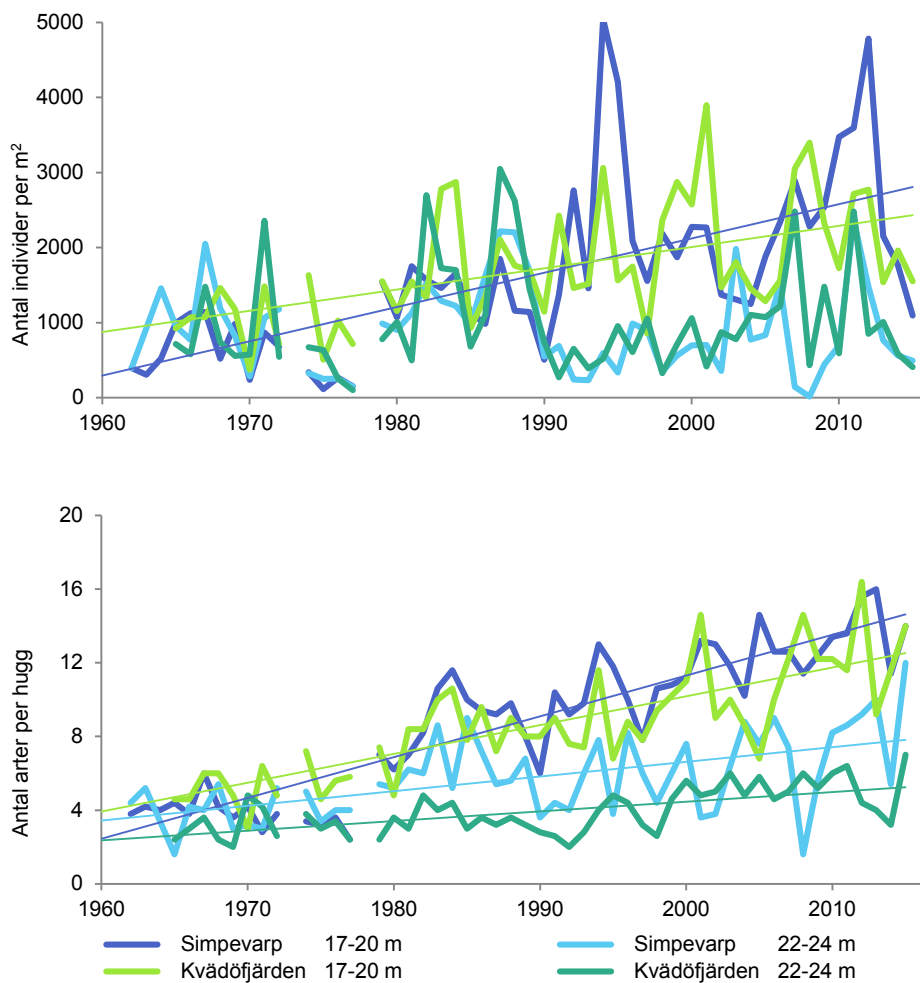 5000
4000
3000
2000
1000
0
Antal individer per m²
1960 1970 1980 1990 2000 2010
20
16
12
8
4
0
Antal arter per hugg
1960 1970 1980 1990 2000 2010
Simpevarp 17-20 m Simpevarp 22-24 m
Kvädöfjärden 17-20 m Kvädöfjärden 22-24 m